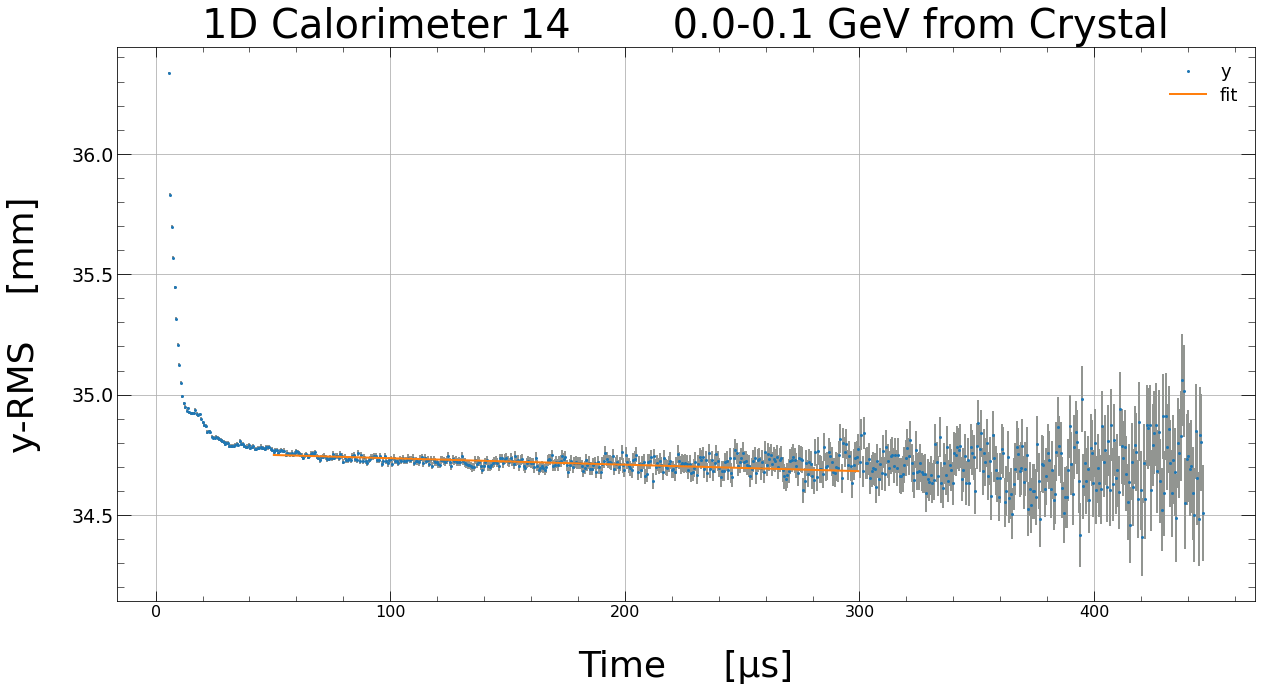 1D Calorimeter 14 0.0-0.1 GeV from Crystal
y
fit
y-RMS [mm]
36.0
35.5
35.0
34.5
0 100 200 300 400
Time [µs]